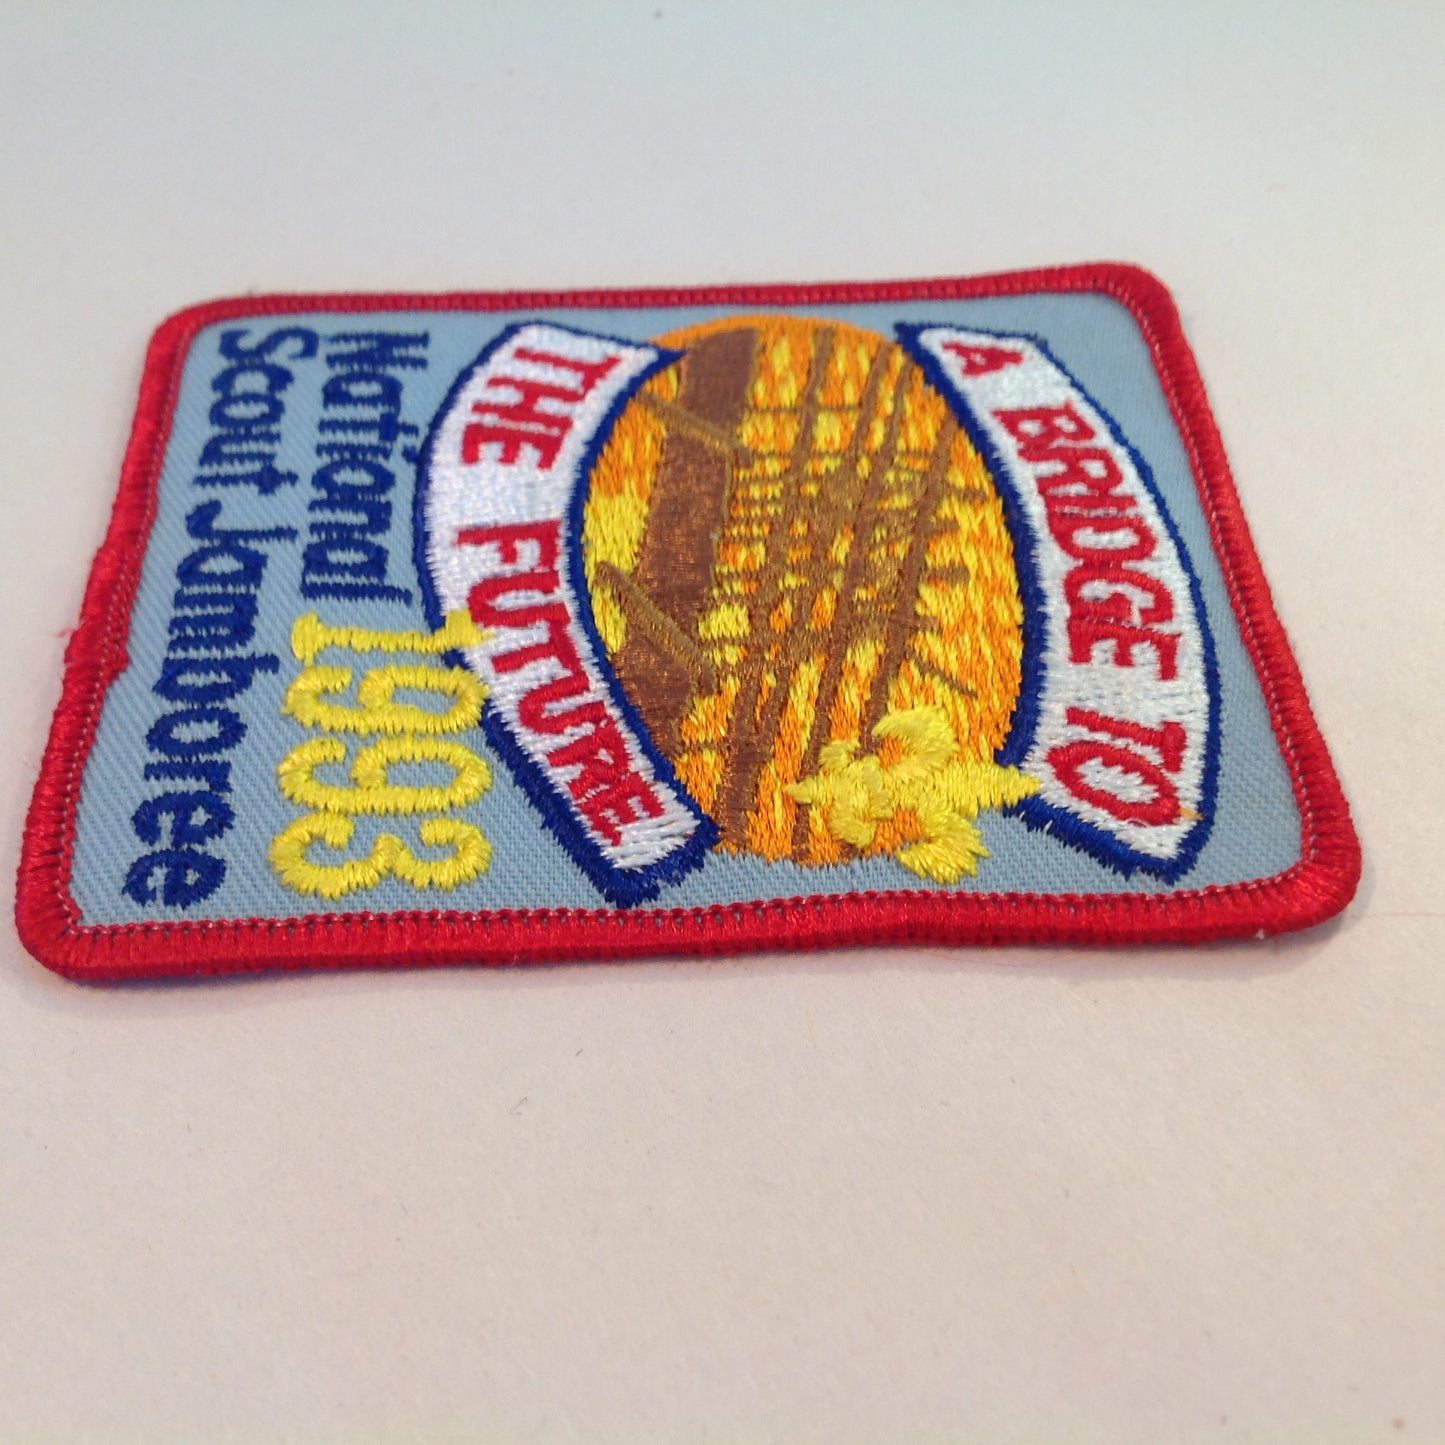 A BRIDGE TO
THE FUTURE
National 1993
Scout Jamboree